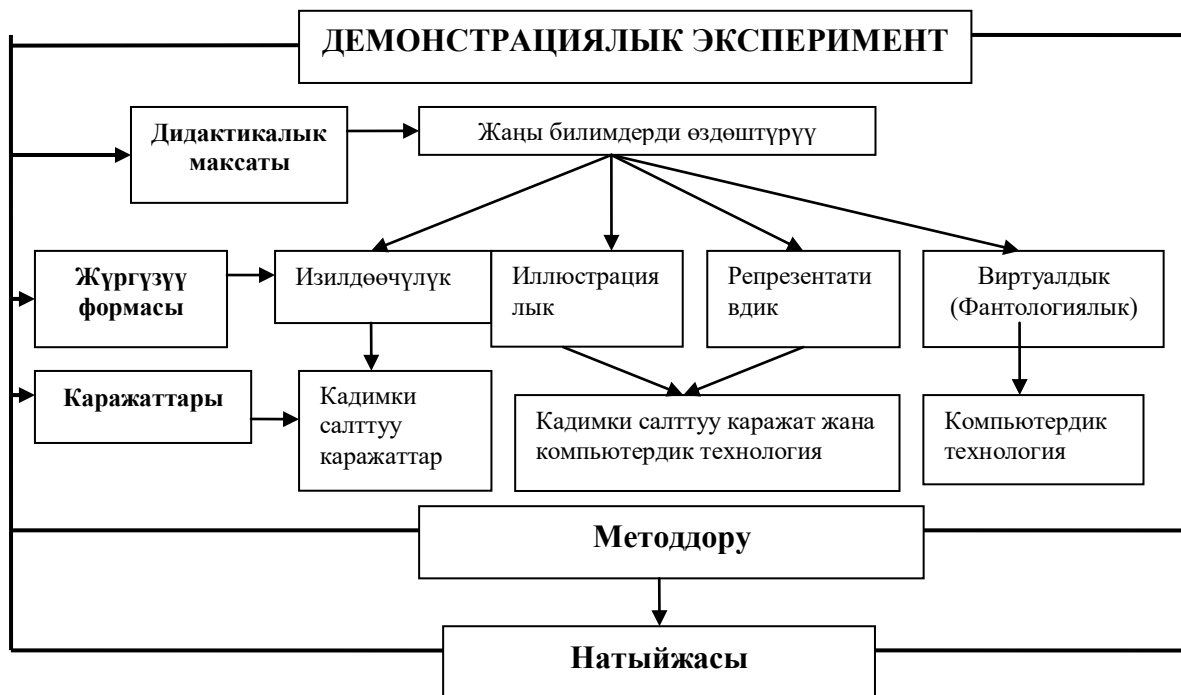 ДЕМОНСТРАЦИЯЛЫК ЭКСПЕРИМЕНТ
Дидактикалык
максаты
Жаңы билимдерди өздөштүрүү
Жүргүзүү
формасы
Изилдөөчүлүк
Иллюстрация
лык
Репрезентати
вдик
Виртуалдык
(Фантологиялык)
Каражаттары
Кадимки
салттуу
каражаттар
Кадимки салттуу каражат жана
компьютердик технология
Компьютердик
технология
Методдору
Натыйжасы